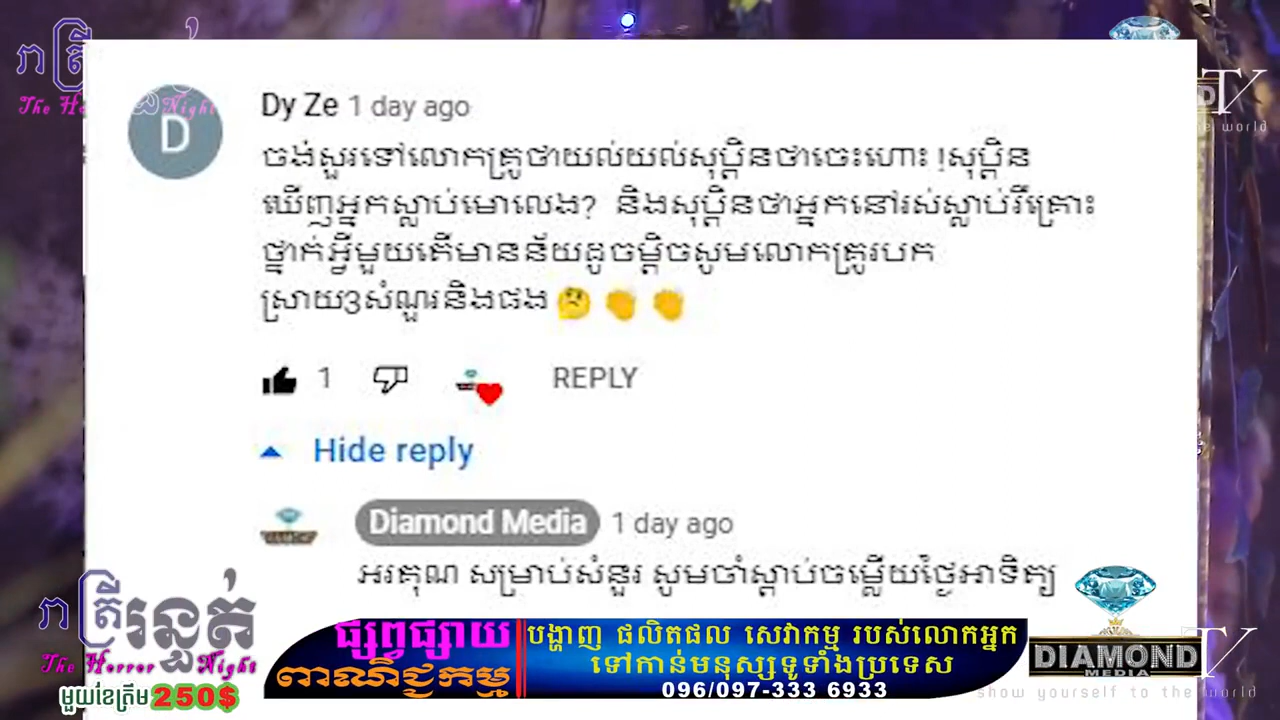 រាត្រី
The Horror Night
Dy Ze 1 day ago
D
ចង់សួរទៅលោកគ្រូថាយល់យល់សុប្តិនថាចេះហោះ !សុប្តិន
ឃើញអ្នកស្លាប់មោលេង? និងសុប្តិនថាអ្នកនៅរស់ស្លាប់រឺគ្រោះ
ថ្នាក់អ្វីមួយតើមានន័យដូចម្តិចសូមលោកគ្រូរបក
ស្រាយ3សំណួរនិងផង 🤔 👏 👏
1 REPLY
Hide reply
Diamond Media 1 day ago
អរគុណ សម្រាប់សំនួរ សូមចាំស្តាប់ចម្លើយថ្ងៃអាទិត្យ
រាត្រីរន្ធត់
The Horror Night
មួយខែត្រឹម 250$
ផ្សព្វផ្សាយ
ពាណិជ្ជកម្ម
បង្ហាញ ផលិតផល សេវាកម្ម របស់លោកអ្នក
ទៅកាន់មនុស្សទូទាំងប្រទេស
096/097-333 6933
DIAMOND TV
MEDIA
show yourself to the world